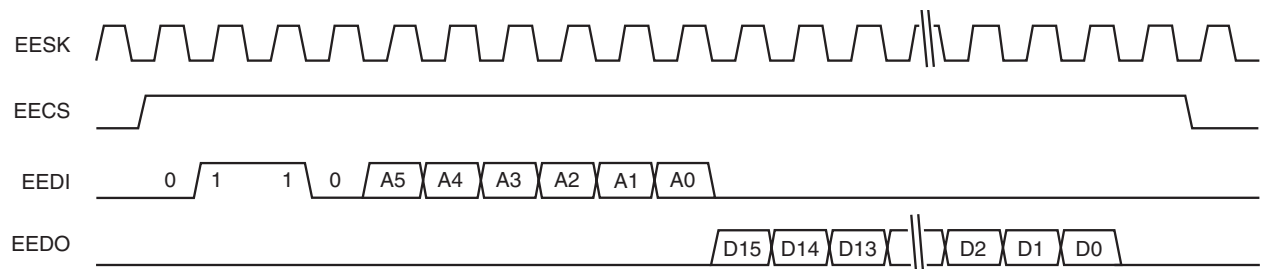 EESK
EECS
EEDI 0 1 1 0 A5 A4 A3 A2 A1 A0
EEDO D15 D14 D13 D2 D1 D0